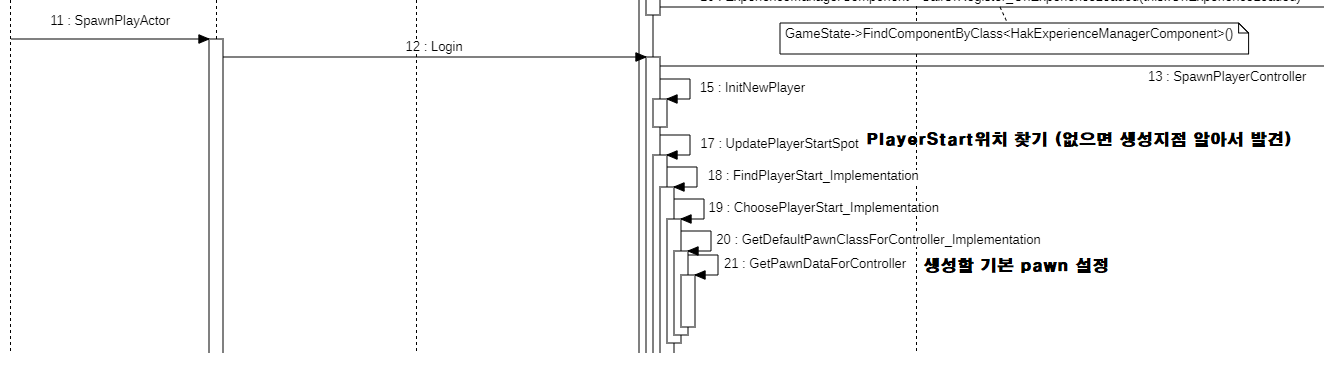 11 : SpawnPlayActor
GameState->FindComponentByClass<HakExperienceManagerComponent>()
12 : Login
13 : SpawnPlayerController
15 : InitNewPlayer
17 : UpdatePlayerStartSpot PlayerStart위치 찾기 (없으면 생성지점 알아서 발견)
18 : FindPlayerStart_Implementation
19 : ChoosePlayerStart_Implementation
20 : GetDefaultPawnClassForController_Implementation
21 : GetPawnDataForController 생성할 기본 pawn 설정